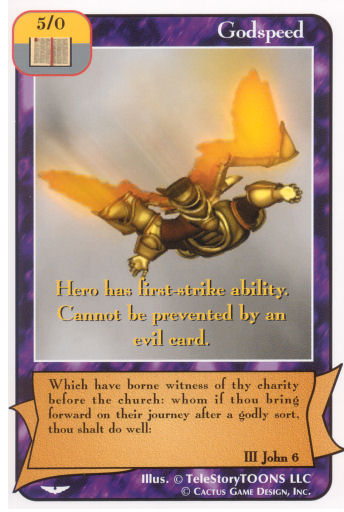 Godspeed
5/0
Hero has first-strike ability.
Cannot be prevented by an
evil card.
Which have borne witness of thy charity
before the church: whom if thou bring
forward on their journey after a godly sort,
thou shalt do well:
III John 6
Illus. © TeleStoryTOONS LLC
© Cactus Game Design, Inc.